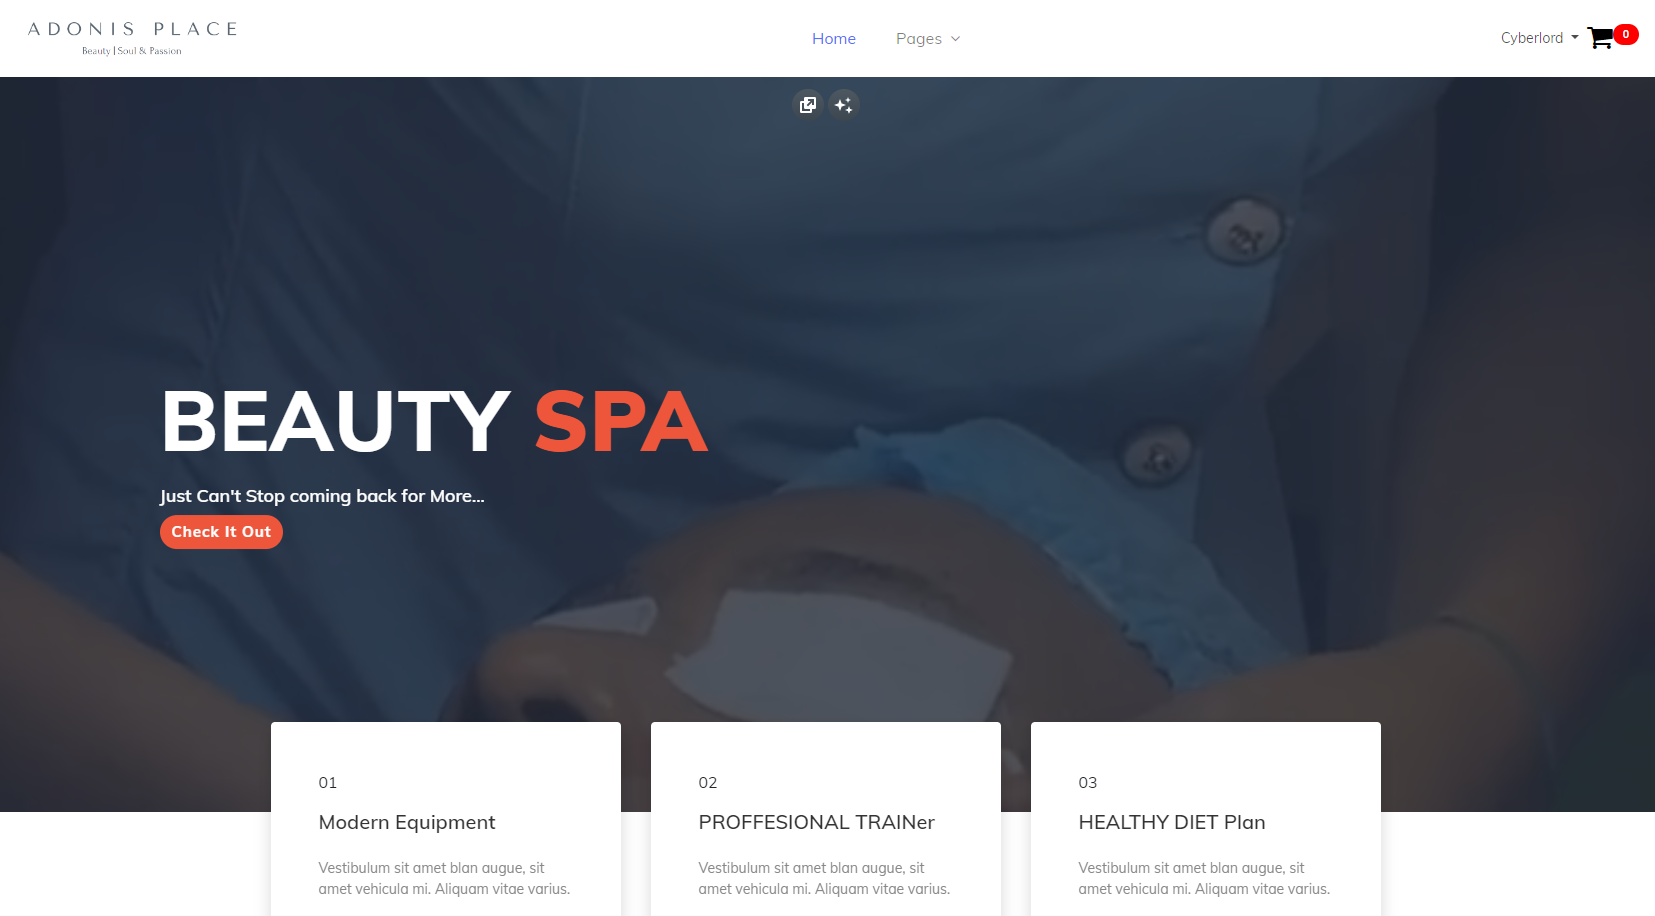 ADONIS PLACE
Beauty | Soul & Passion
Home
Pages
Cyberlord
0
BEAUTY SPA
Just Can't Stop coming back for More...
Check It Out
01
Modern Equipment
Vestibulum sit amet blan augue, sit
amet vehicula mi. Aliquam vitae varius.
02
PROFFESIONAL TRAINer
Vestibulum sit amet blan augue, sit
amet vehicula mi. Aliquam vitae varius.
03
HEALTHY DIET Plan
Vestibulum sit amet blan augue, sit
amet vehicula mi. Aliquam vitae varius.